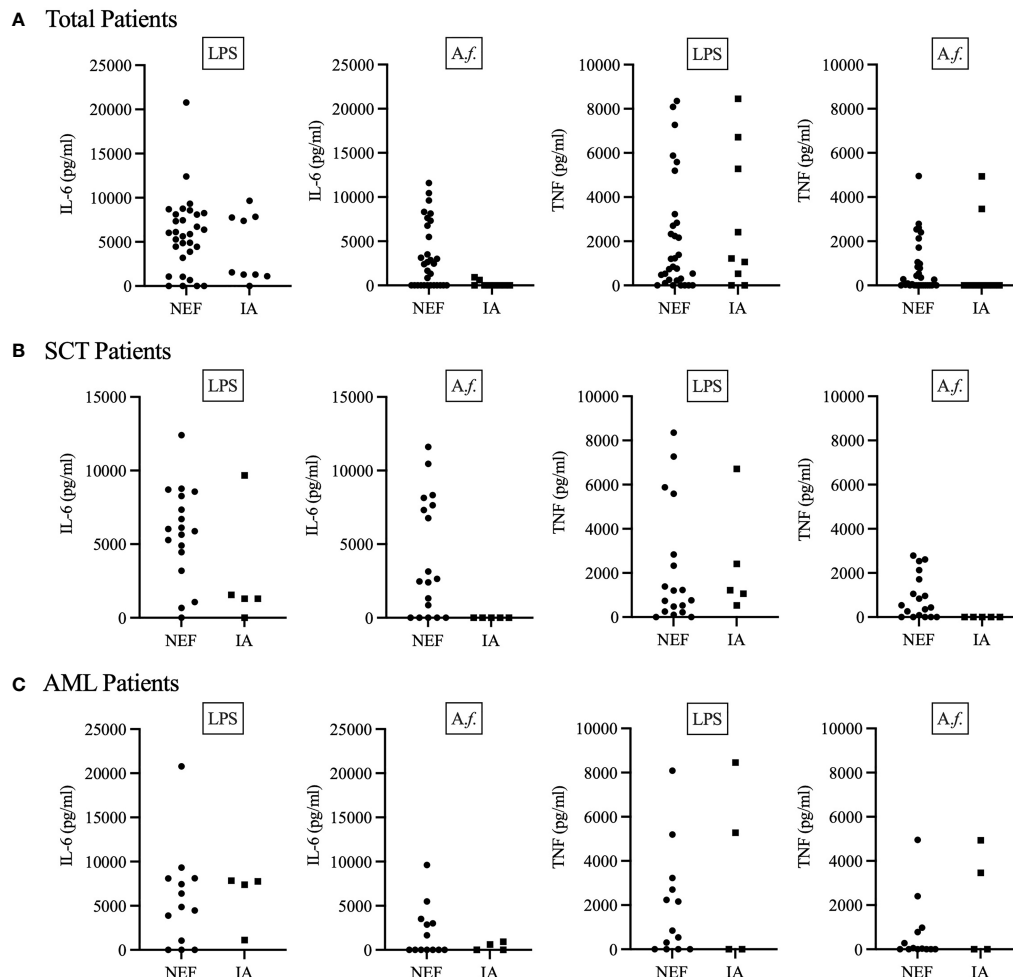 A Total Patients
LPS
A.f.
LPS
A.f.
IL-6 (pg/ml)
25000
20000
15000
10000
5000
0
NEF IA
IL-6 (pg/ml)
25000
20000
15000
10000
5000
0
NEF IA
TNF (pg/ml)
10000
8000
6000
4000
2000
0
NEF IA
TNF (pg/ml)
10000
8000
6000
4000
2000
0
NEF IA
B SCT Patients
LPS
A.f.
LPS
A.f.
IL-6 (pg/ml)
15000
10000
5000
0
NEF IA
IL-6 (pg/ml)
15000
10000
5000
0
NEF IA
TNF (pg/ml)
10000
8000
6000
4000
2000
0
NEF IA
TNF (pg/ml)
10000
8000
6000
4000
2000
0
NEF IA
C AML Patients
LPS
A.f.
LPS
A.f.
IL-6 (pg/ml)
25000
20000
15000
10000
5000
0
NEF IA
IL-6 (pg/ml)
25000
20000
15000
10000
5000
0
NEF IA
TNF (pg/ml)
10000
8000
6000
4000
2000
0
NEF IA
TNF (pg/ml)
10000
8000
6000
4000
2000
0
NEF IA